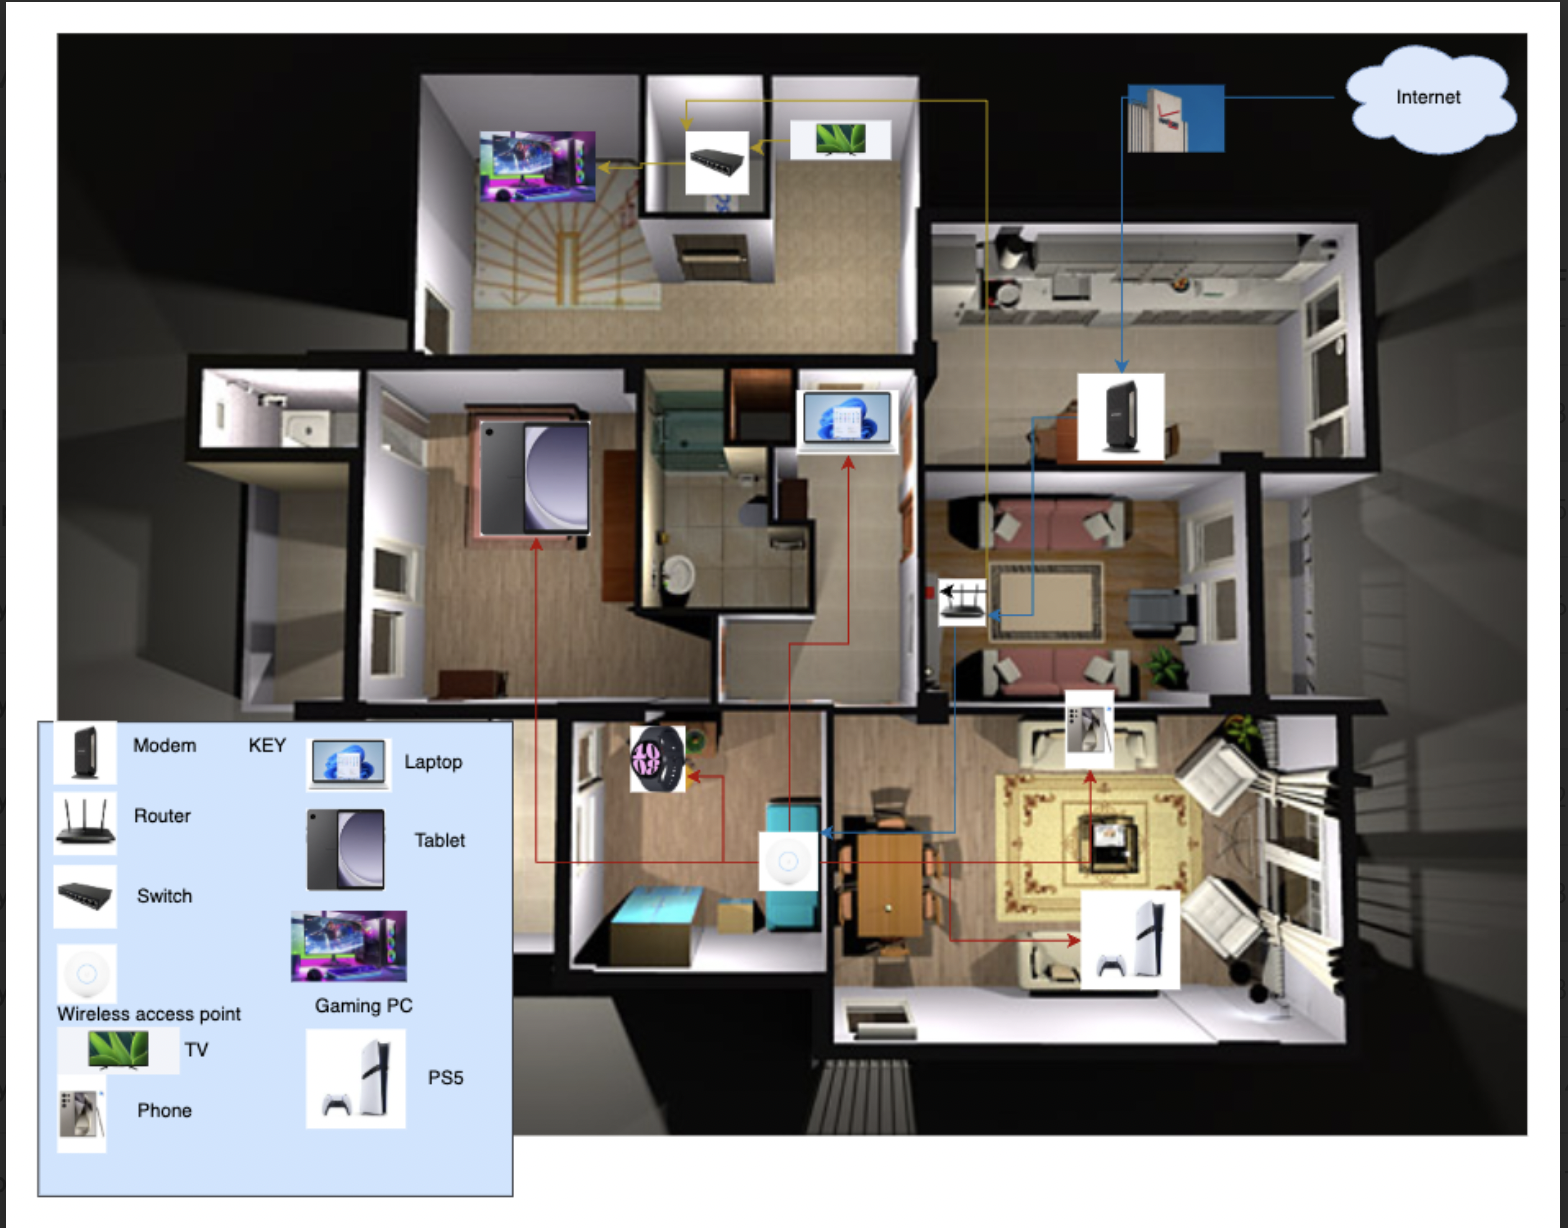 Internet
Modem
KEY
Laptop
Router
Tablet
Switch
Gaming PC
Wireless access point
TV
PS5
Phone